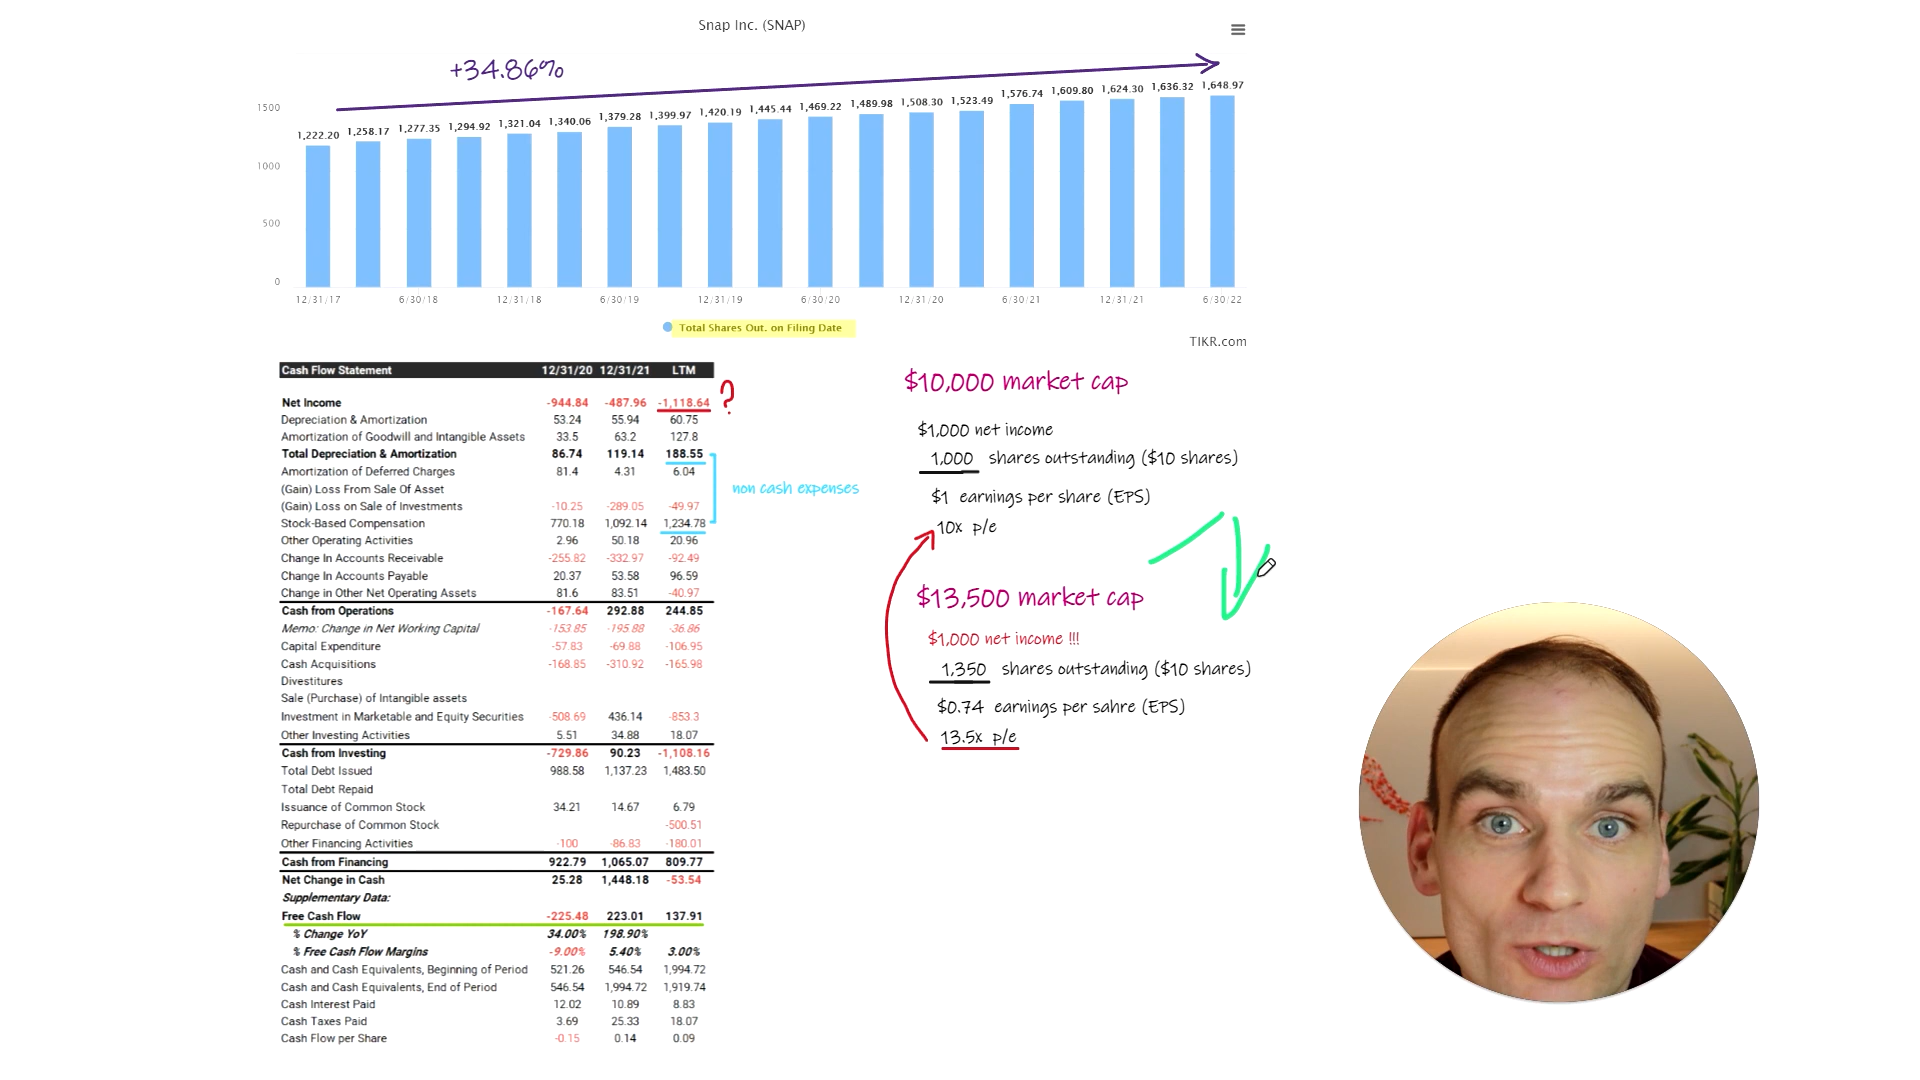 Snap Inc. (SNAP)
+34.86%
1500
1000
500
0
1,222.20 1,258.17 1,277.35 1,294.92 1,321.04 1,340.06 1,379.28 1,399.97 1,420.19 1,445.44 1,469.22 1,489.98 1,508.30 1,523.49 1,576.74 1,609.80 1,624.30 1,636.32 1,648.97
12/31/17 6/30/18 12/31/18 6/30/19 12/31/19 6/30/20 12/31/20 6/30/21 12/31/21 6/30/22
Total Shares Out. on Filing Date
TIKR.com
Cash Flow Statement 12/31/20 12/31/21 LTM
Net Income -944.84 -487.96 -1,118.64 ?
Depreciation & Amortization 53.24 55.94 60.75
Amortization of Goodwill and Intangible Assets 33.5 63.2 127.8
Total Depreciation & Amortization 86.74 119.14 188.55
Amortization of Deferred Charges 81.4 4.31 6.04
(Gain) Loss From Sale Of Asset
(Gain) Loss on Sale of Investments -10.25 -289.05 -49.97
Stock-Based Compensation 770.18 1,092.14 1,234.78
Other Operating Activities 2.96 50.18 20.96
Change In Accounts Receivable -255.82 -332.97 -92.49
Change In Accounts Payable 20.37 53.58 96.59
Change in Other Net Operating Assets 81.6 83.51 -40.97
Cash from Operations -167.64 292.88 244.85
Memo: Change in Net Working Capital -153.85 -195.88 -36.86
Capital Expenditure -57.83 -69.88 -106.95
Cash Acquisitions -168.85 -310.92 -165.98
Divestitures
Sale (Purchase) of Intangible assets
Investment in Marketable and Equity Securities -508.69 436.14 -853.3
Other Investing Activities 5.51 34.88 18.07
Cash from Investing -729.86 90.23 -1,108.16
Total Debt Issued 988.58 1,137.23 1,483.50
Total Debt Repaid
Issuance of Common Stock 34.21 14.67 6.79
Repurchase of Common Stock -500.51
Other Financing Activities -100 -86.83 -180.01
Cash from Financing 922.79 1,065.07 809.77
Net Change in Cash 25.28 1,448.18 -53.54
Supplementary Data:
Free Cash Flow -225.48 223.01 137.91
% Change YoY 34.00% 198.90%
% Free Cash Flow Margins -9.00% 5.40% 3.00%
Cash and Cash Equivalents, Beginning of Period 521.26 546.54 1,994.72
Cash and Cash Equivalents, End of Period 546.54 1,994.72 1,919.74
Cash Interest Paid 12.02 10.89 8.83
Cash Taxes Paid 3.69 25.33 18.07
Cash Flow per Share -0.15 0.14 0.09
non cash expenses
$10,000 market cap
$1,000 net income
1,000 shares outstanding ($10 shares)
$1 earnings per share (EPS)
10x p/e
$13,500 market cap
$1,000 net income !!!
1,350 shares outstanding ($10 shares)
$0.74 earnings per sahre (EPS)
13.5x p/e